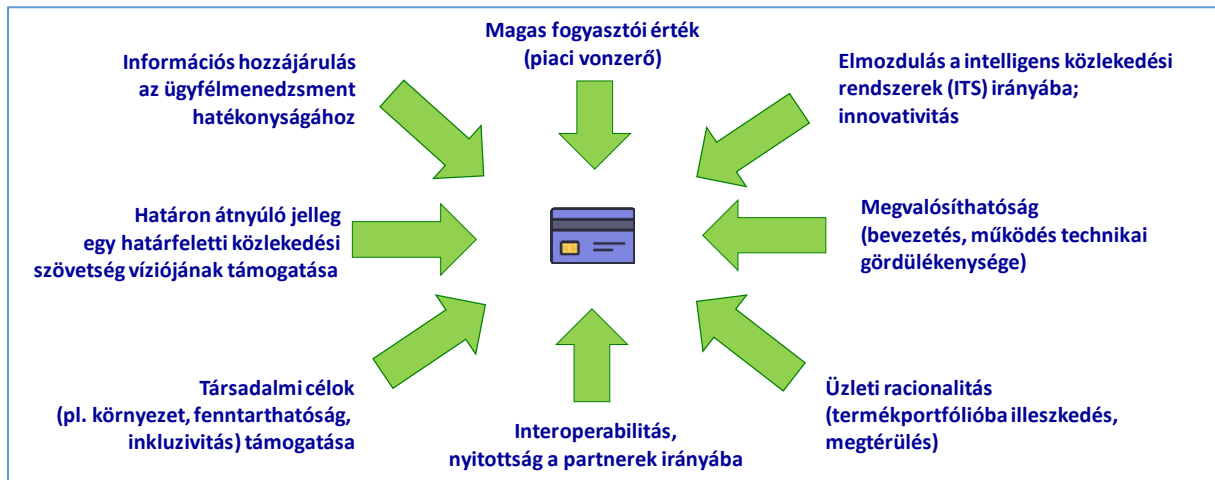 Magas fogyasztói érték
(piaci vonzerő)
Információs hozzájárulás
az ügyfélmenedzsment
hatékonyságához
Elmozdulás a intelligens közlekedési
rendszerek (ITS) irányába;
innovativitás
Határon átnyúló jelleg
egy határfeletti közlekedési
szövetség víziójának támogatása
Megvalósíthatóság
(bevezetés, működés technikai
gördülékenysége)
Társadalmi célok
(pl. környezet, fenntarthatóság,
inkluzivitás) támogatása
Interoperabilitás,
nyitottság a partnerek irányába
Üzleti racionalitás
(termékportfólióba illeszkedés,
megtérülés)